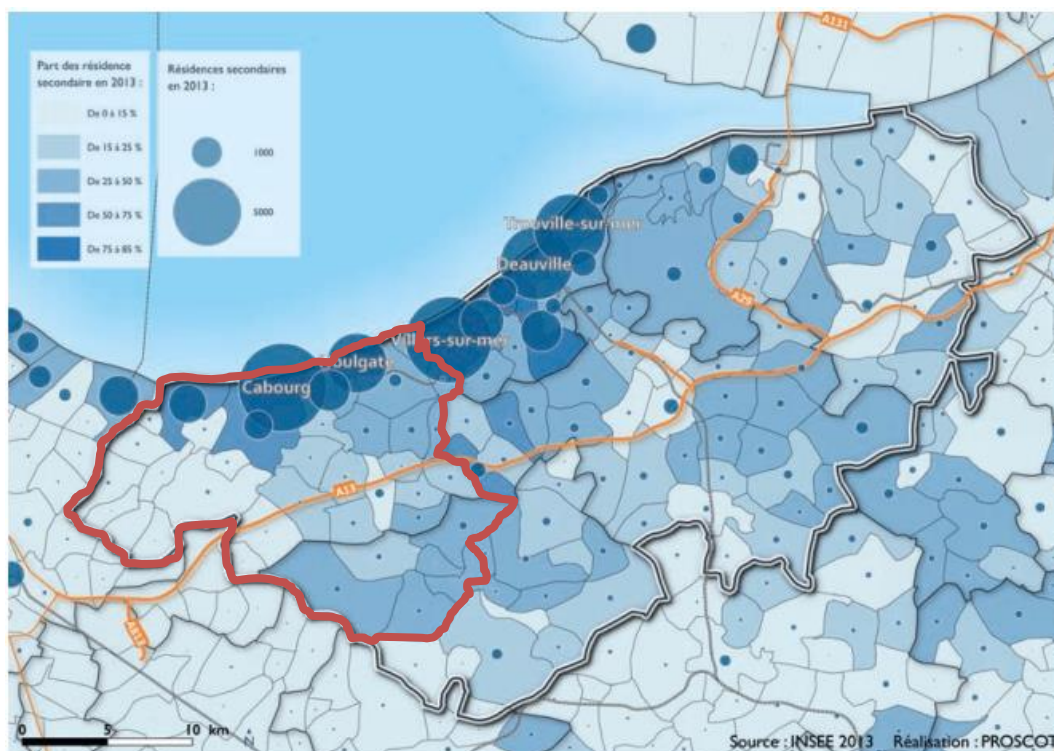 Part des résidence
secondaire en 2013 :
De 0 à 15 %
De 15 à 25 %
De 25 à 50 %
De 50 à 75 %
De 75 à 85 %
Résidences secondaires
en 2013 :
1000
5000
A131
Trouville-sur-mer
Deauville
A29
Villers-sur-mer
Houlgate
Cabourg
A13
0 5 10 km
N
Source : INSEE 2013 Réalisation : PROSCOT